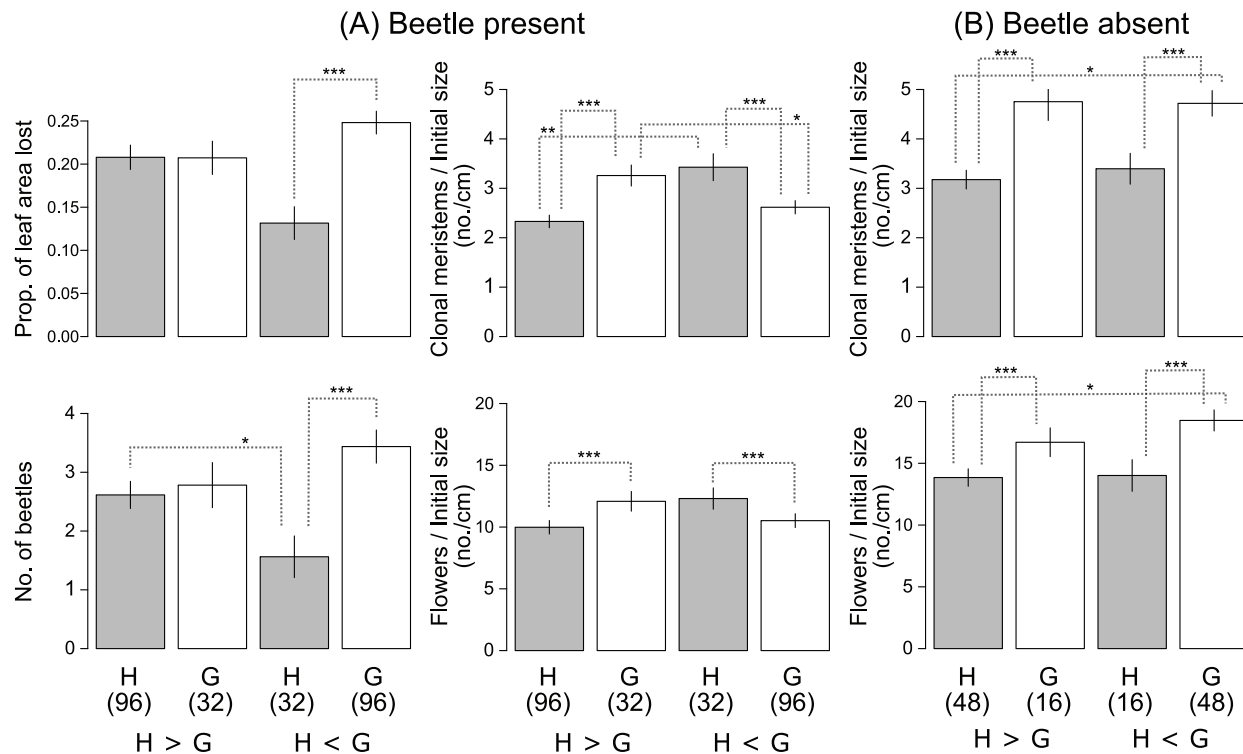 (A) Beetle present
(B) Beetle absent
Prop. of leaf area lost
0.25
0.20
0.15
0.10
0.05
0.00
***
Clonal meristems / Initial size
(no./cm)
5
4
3
2
1
0
**
***
***
*
Clonal meristems / Initial size
(no./cm)
5
4
3
2
1
0
***
***
*
No. of beetles
4
3
2
1
0
*
***
Flowers / Initial size
(no./cm)
20
15
10
5
0
***
***
Flowers / Initial size
(no./cm)
20
15
10
5
0
***
***
*
H G H G
(96) (32) (32) (96)
H > G H < G
H G H G
(96) (32) (32) (96)
H > G H < G
H G H G
(48) (16) (16) (48)
H > G H < G